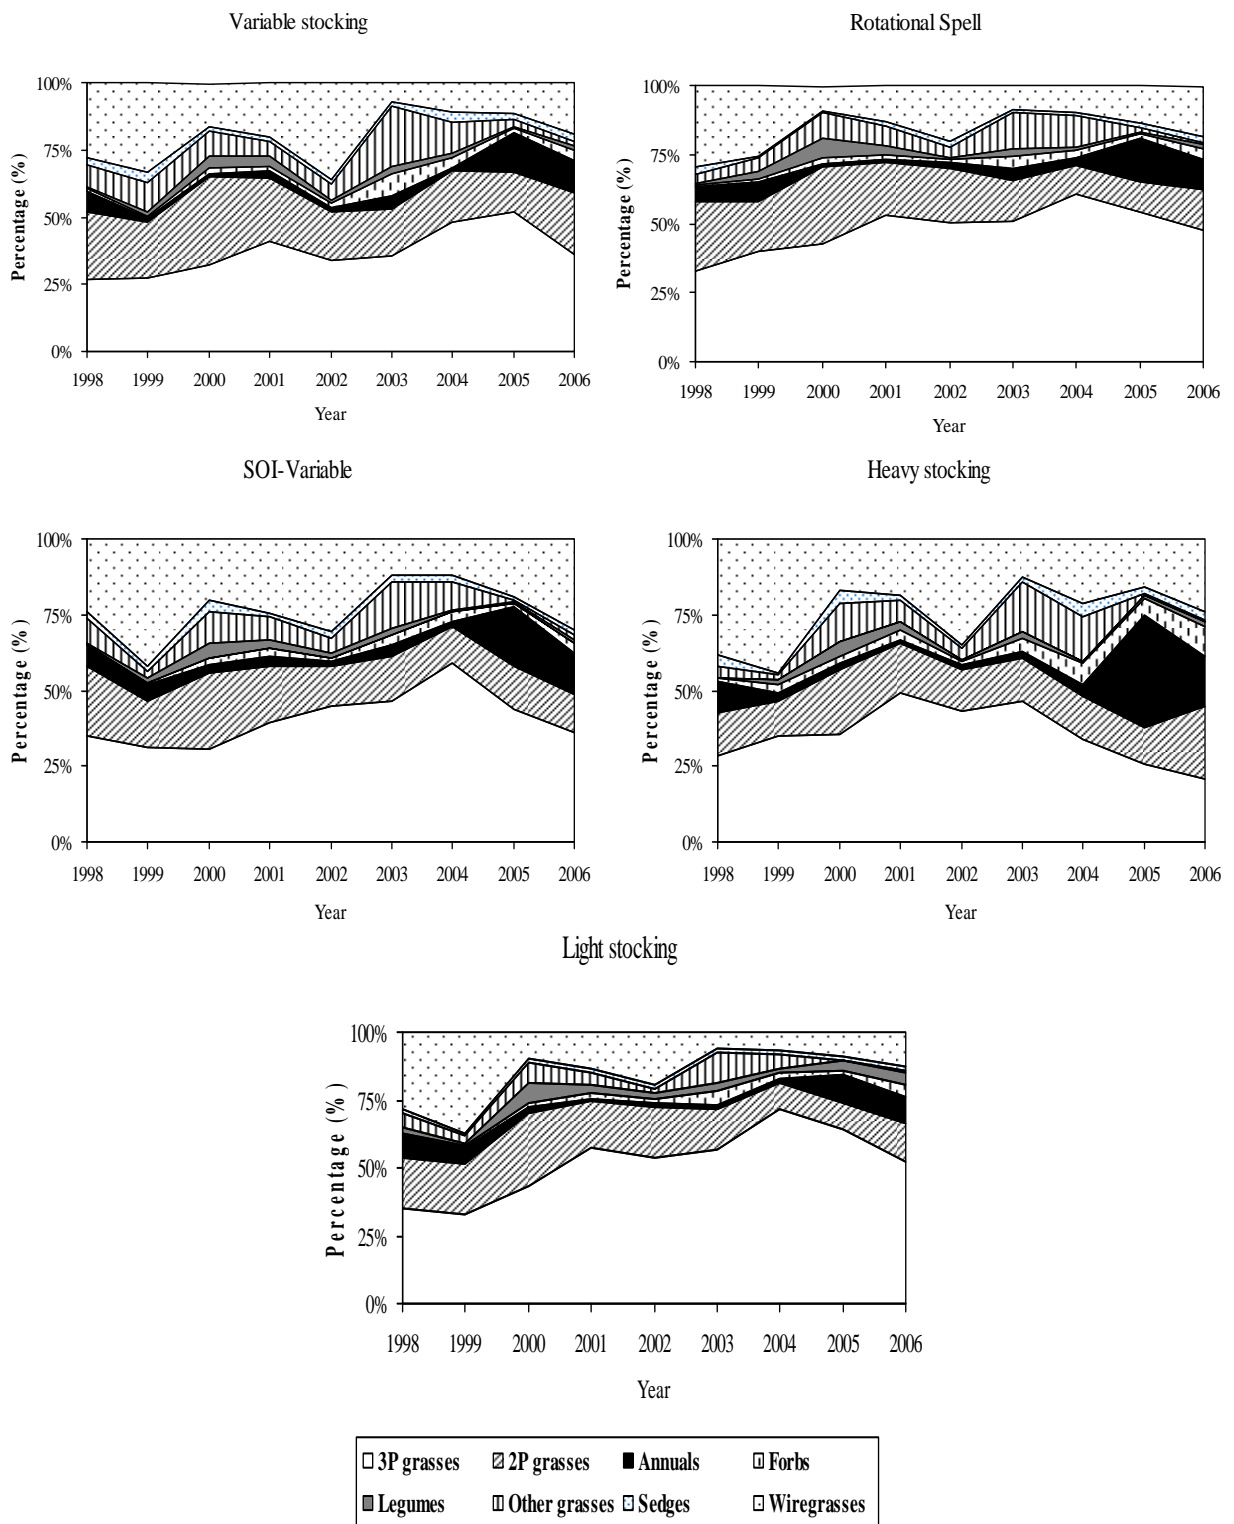 Variable stocking
100%
75%
50%
25%
0%
Percentage (%)
1998 1999 2000 2001 2002 2003 2004 2005 2006
Year
Rotational Spell
100%
75%
50%
25%
0%
Percentage (%)
1998 1999 2000 2001 2002 2003 2004 2005 2006
Year
SOI-Variable
100%
75%
50%
25%
0%
Percentage (%)
1998 1999 2000 2001 2002 2003 2004 2005 2006
Year
Heavy stocking
100%
75%
50%
25%
0%
Percentage (%)
1998 1999 2000 2001 2002 2003 2004 2005 2006
Year
Light stocking
100%
75%
50%
25%
0%
Percentage (%)
1998 1999 2000 2001 2002 2003 2004 2005 2006
Year
3P grasses 2P grasses Annuals Forbs
Legumes Other grasses Sedges Wiregrasses